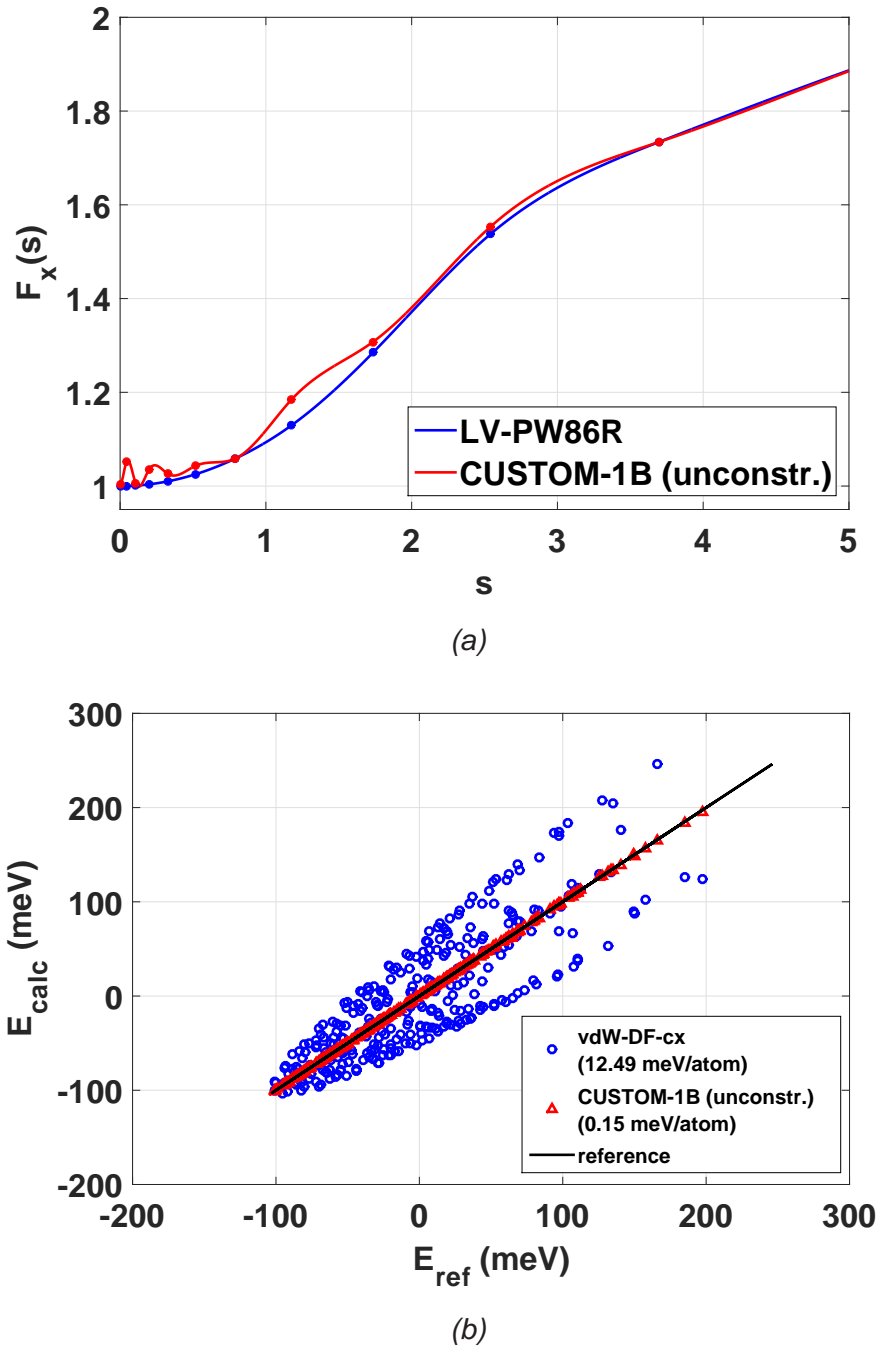 2
1.8
1.6
1.4
1.2
1
F_x(s)
0 1 2 3 4 5
s
LV-PW86R
CUSTOM-1B (unconstr.)
(a)
300
200
100
0
-100
-200
E_calc (meV)
-200 -100 0 100 200 300
E_ref (meV)
vdW-DF-cx
(12.49 meV/atom)
CUSTOM-1B (unconstr.)
(0.15 meV/atom)
reference
(b)